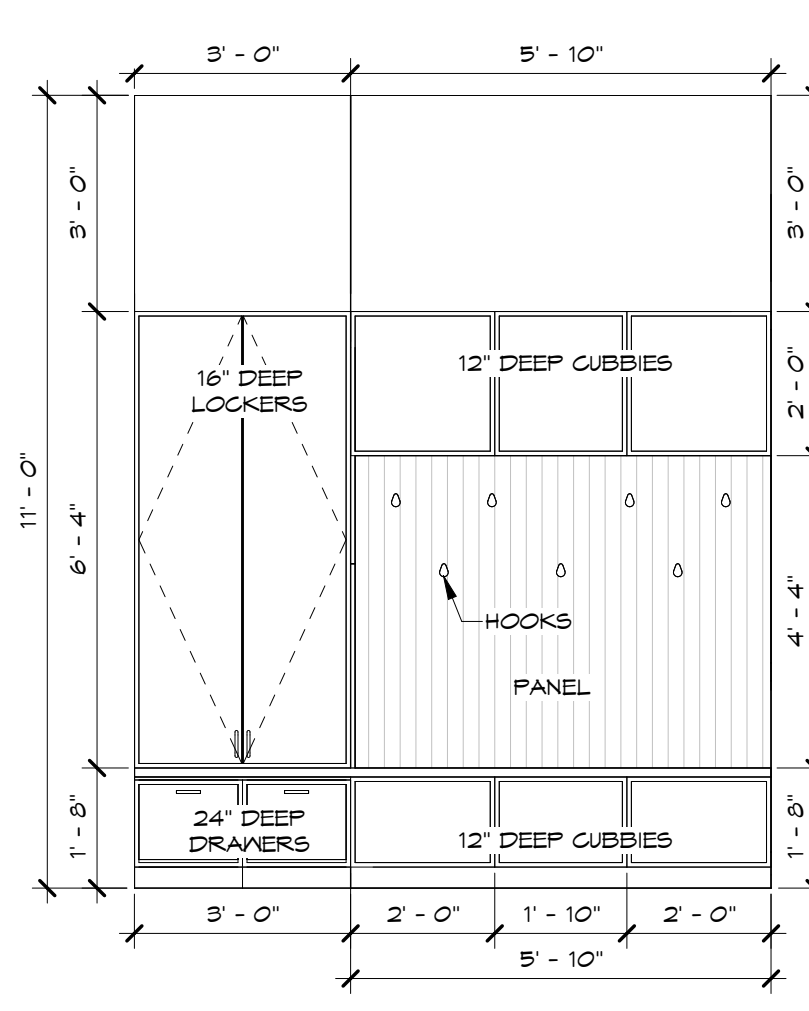 3' - 0"
5' - 10"
3' - 0"
3' - 0"
16" DEEP
LOCKERS
12" DEEP CUBBIES
2' - 0"
11' - 0"
6' - 4"
HOOKS
4' - 4"
PANEL
1' - 8"
24" DEEP
DRAWERS
12" DEEP CUBBIES
1' - 8"
3' - 0"
2' - 0"
1' - 10"
2' - 0"
5' - 10"